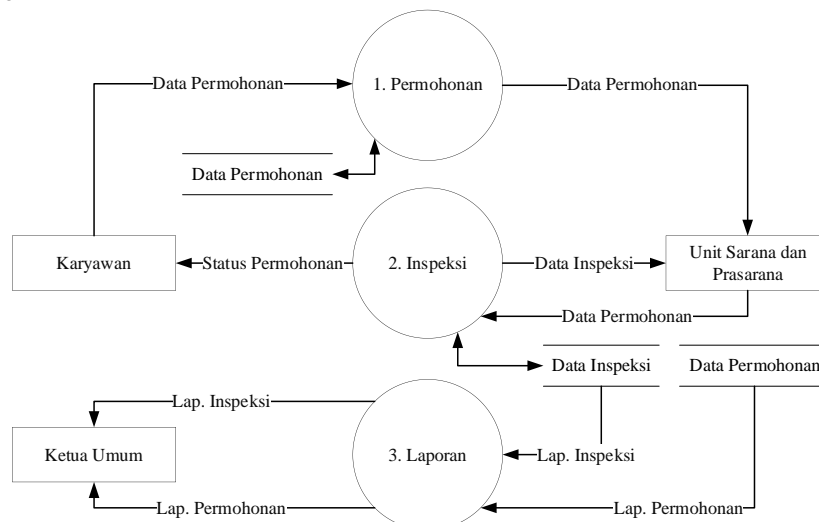 1. Permohonan
Data Permohonan
Data Permohonan
Data Permohonan
Karyawan
Status Permohonan
2. Inspeksi
Data Inspeksi
Unit Sarana dan
Prasarana
Data Permohonan
Data Inspeksi
Data Permohonan
Lap. Inspeksi
Ketua Umum
3. Laporan
Lap. Inspeksi
Lap. Permohonan
Lap. Permohonan